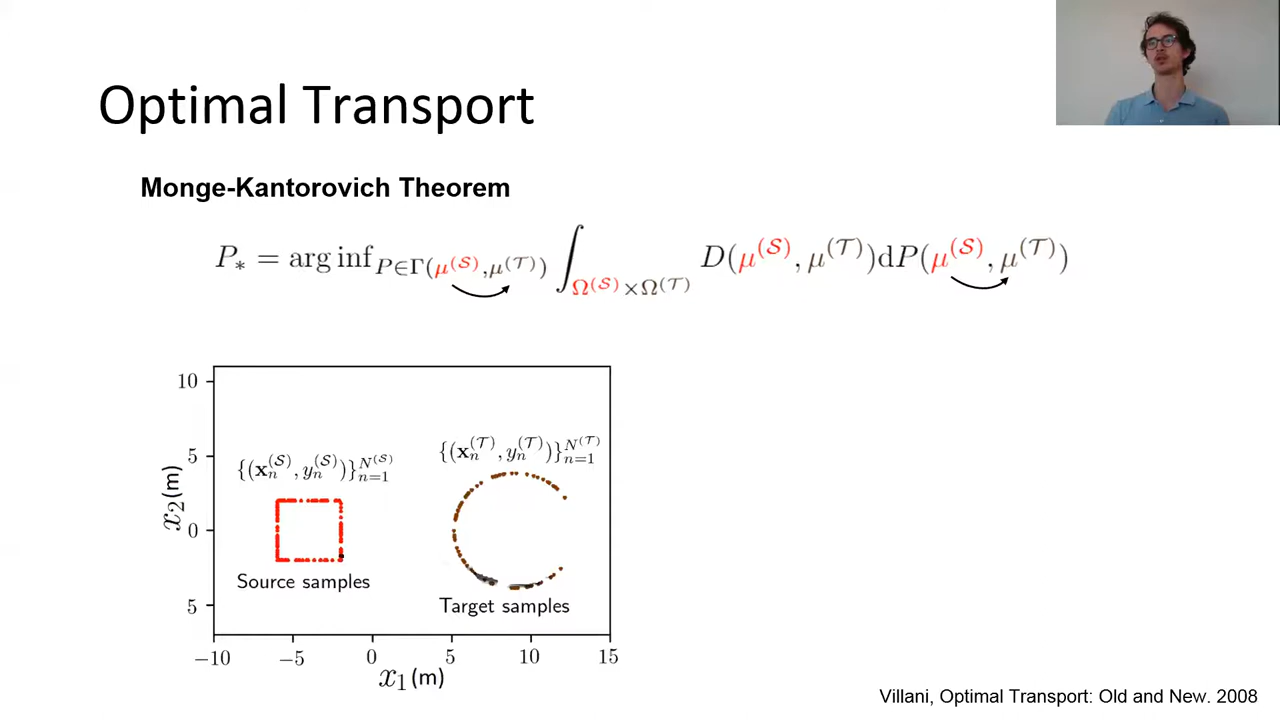 Optimal Transport
Monge-Kantorovich Theorem
P_* = arg inf_{P∈Γ(μ^{(𝒮)},μ^{(𝒯)})} ∫_{Ω^{(𝒮)}×Ω^{(𝒯)}} D(μ^{(𝒮)}, μ^{(𝒯)})dP(μ^{(𝒮)}, μ^{(𝒯)})
10
5
0
5
x_2(m)
{(𝐱_n^{(𝒮)}, y_n^{(𝒮)})}_{n=1}^{N^{(𝒮)}}
{(𝐱_n^{(𝒯)}, y_n^{(𝒯)})}_{n=1}^{N^{(𝒯)}}
Source samples
Target samples
−10 −5 0 5 10 15
x_1(m)
Villani, Optimal Transport: Old and New. 2008